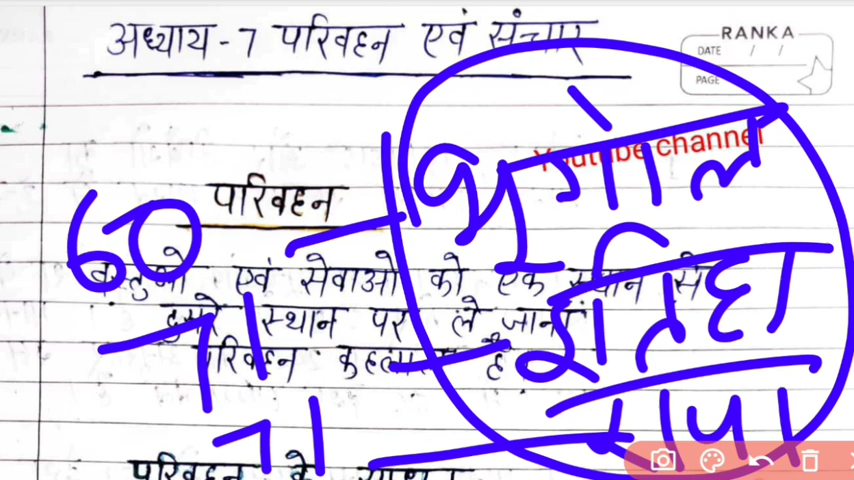 अध्याय-7 परिवहन एवं संचार
RANKA
DATE / /
PAGE
Youtube channel
भूगोल
परिवहन
60
वस्तुओ एवं सेवाओ को एक स्थान से
दुसरे स्थान पर ले जाना
परिवहन कहलाता है
इतिहा
परिवहन के साधन